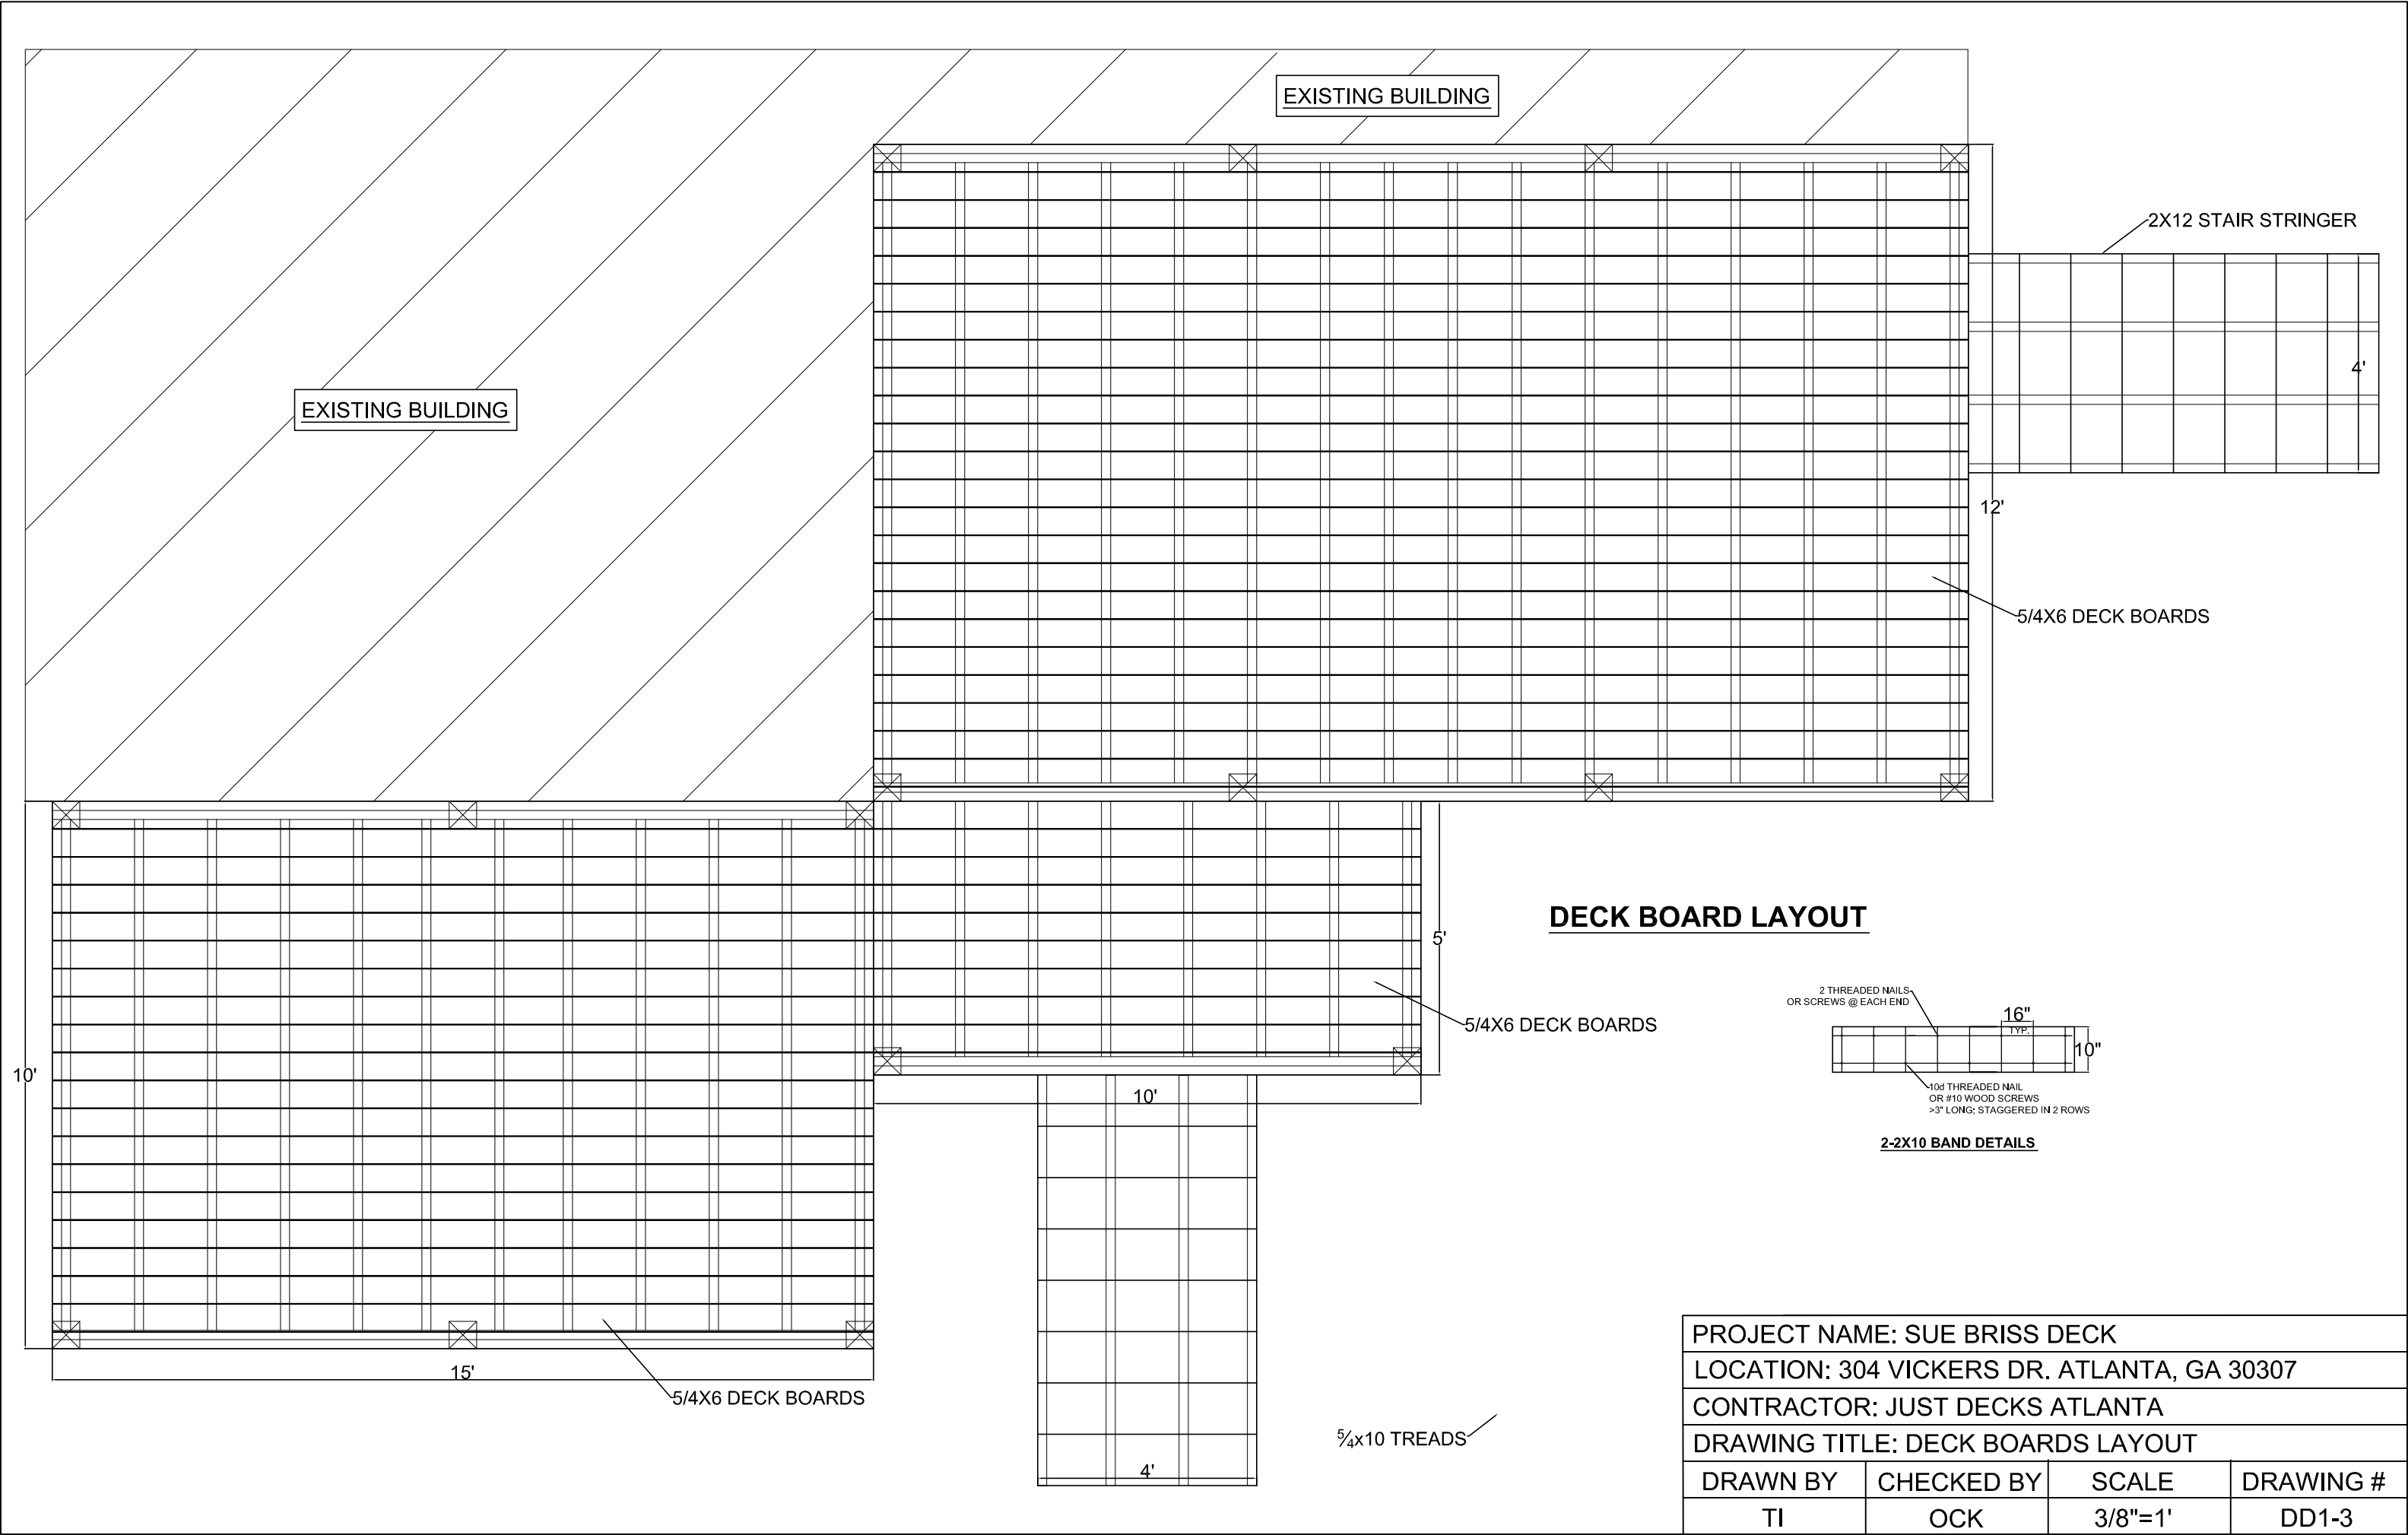 EXISTING BUILDING
2X12 STAIR STRINGER
4'
EXISTING BUILDING
12'
5/4X6 DECK BOARDS
DECK BOARD LAYOUT
5'
2 THREADED NAILS
OR SCREWS @ EACH END
16"
TYP.
10"
5/4X6 DECK BOARDS
10'
10'
10d THREADED NAIL
OR #10 WOOD SCREWS
>3" LONG; STAGGERED IN 2 ROWS
2-2X10 BAND DETAILS
15'
5/4X6 DECK BOARDS
5/4x10 TREADS
4'
PROJECT NAME: SUE BRISS DECK
LOCATION: 304 VICKERS DR. ATLANTA, GA 30307
CONTRACTOR: JUST DECKS ATLANTA
DRAWING TITLE: DECK BOARDS LAYOUT
DRAWN BY CHECKED BY SCALE DRAWING #
TI OCK 3/8"=1' DD1-3